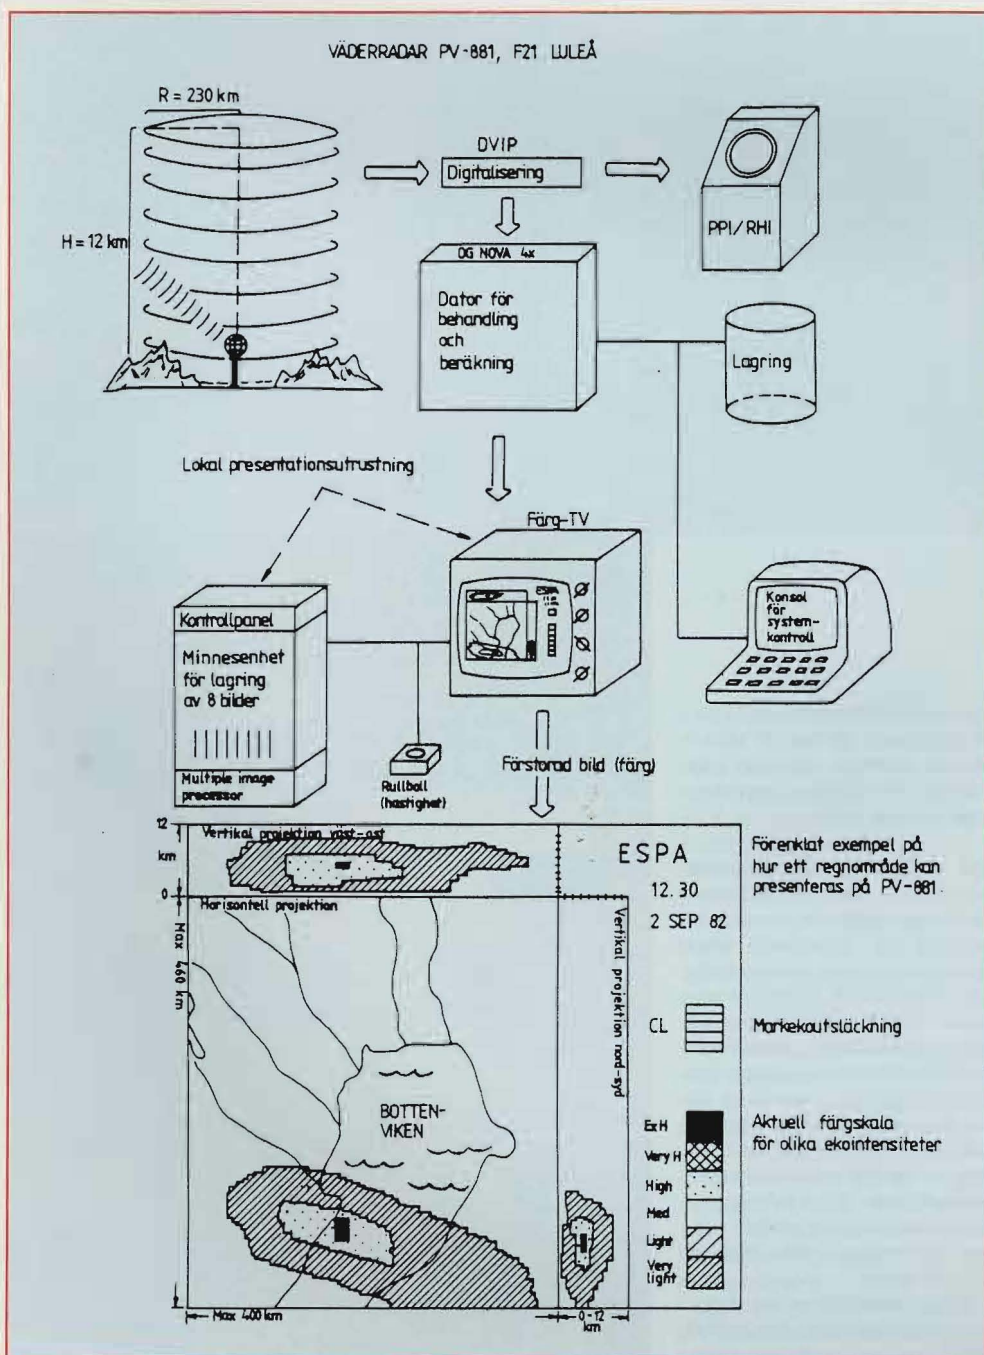 VÄDERRADAR PV-881, F21 LULEÅ
R = 230 km
H = 12 km
DVIP
Digitalisering
PPI/RHI
DG NOVA 4x
Dator för
behandling
och
beräkning
Lagring
Lokal presentationsutrustning
Färg-TV
Kontrollpanel
Minnesenhet
för lagring
av 8 bilder
Multiple image
processor
Rullboll
(hastighet)
Konsol
för
system-
kontroll
Förstorad bild (färg)
12
km
0
Vertikal projektion väst-ost
Horisontell projektion
Max 460 km
Vertikal projektion nord-syd
BOTTEN-
VIKEN
Max 400 km
0-12
km
ESPA
12.30
2 SEP 82
CL
Ex H
Very H
High
Med
Light
Very
light
Förenklat exempel på
hur ett regnområde kan
presenteras på PV-881.
Markekoutsläckning
Aktuell färgskala
för olika ekointensiteter